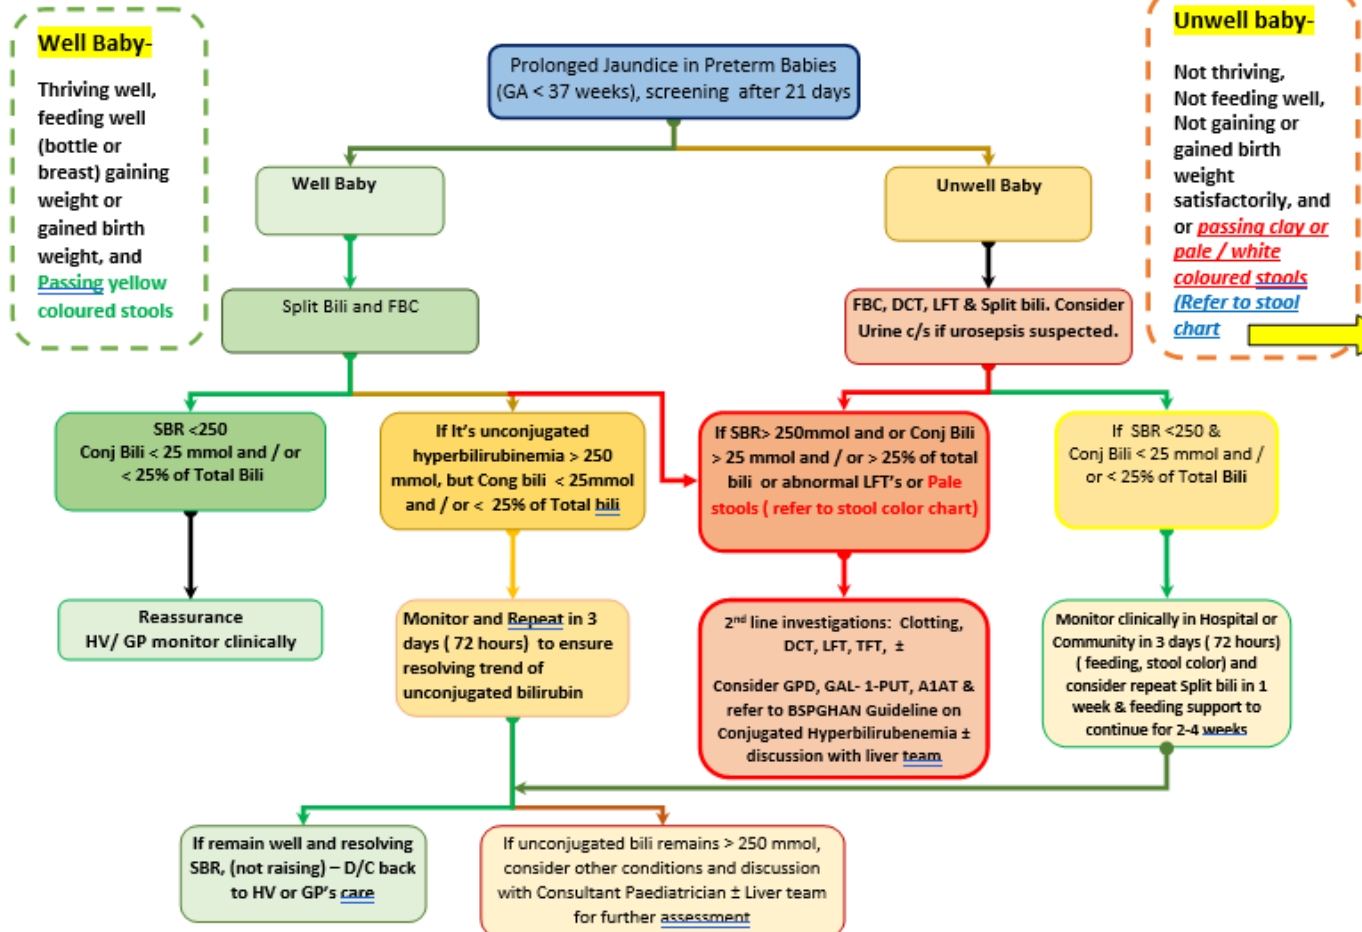 Well Baby-
Thriving well,
feeding well
(bottle or
breast) gaining
weight or
gained birth
weight, and
Passing yellow
coloured stools
Prolonged Jaundice in Preterm Babies
(GA < 37 weeks), screening after 21 days
Unwell baby-
Not thriving,
Not feeding well,
Not gaining or
gained birth
weight
satisfactorily, and
or passing clay or
pale / white
coloured stools
(Refer to stool
chart
Well Baby
Unwell Baby
Split Bili and FBC
FBC, DCT, LFT & Split bili. Consider
Urine c/s if urosepsis suspected.
SBR <250
Conj Bili < 25 mmol and / or
< 25% of Total Bili
If It's unconjugated
hyperbilirubinemia > 250
mmol, but Cong bili < 25mmol
and / or < 25% of Total bili
If SBR> 250mmol and or Conj Bili
> 25 mmol and / or > 25% of total
bili or abnormal LFT's or Pale
stools ( refer to stool color chart)
If SBR <250 &
Conj Bili < 25 mmol and /
or < 25% of Total Bili
Reassurance
HV/ GP monitor clinically
Monitor and Repeat in 3
days ( 72 hours) to ensure
resolving trend of
unconjugated bilirubin
2nd line investigations: Clotting,
DCT, LFT, TFT, ±
Consider GPD, GAL- 1-PUT, A1AT &
refer to BSPGHAN Guideline on
Conjugated Hyperbilirubenemia ±
discussion with liver team
Monitor clinically in Hospital or
Community in 3 days ( 72 hours)
( feeding, stool color) and
consider repeat Split bili in 1
week & feeding support to
continue for 2-4 weeks
If remain well and resolving
SBR, (not raising) – D/C back
to HV or GP's care
If unconjugated bili remains > 250 mmol,
consider other conditions and discussion
with Consultant Paediatrician ± Liver team
for further assessment